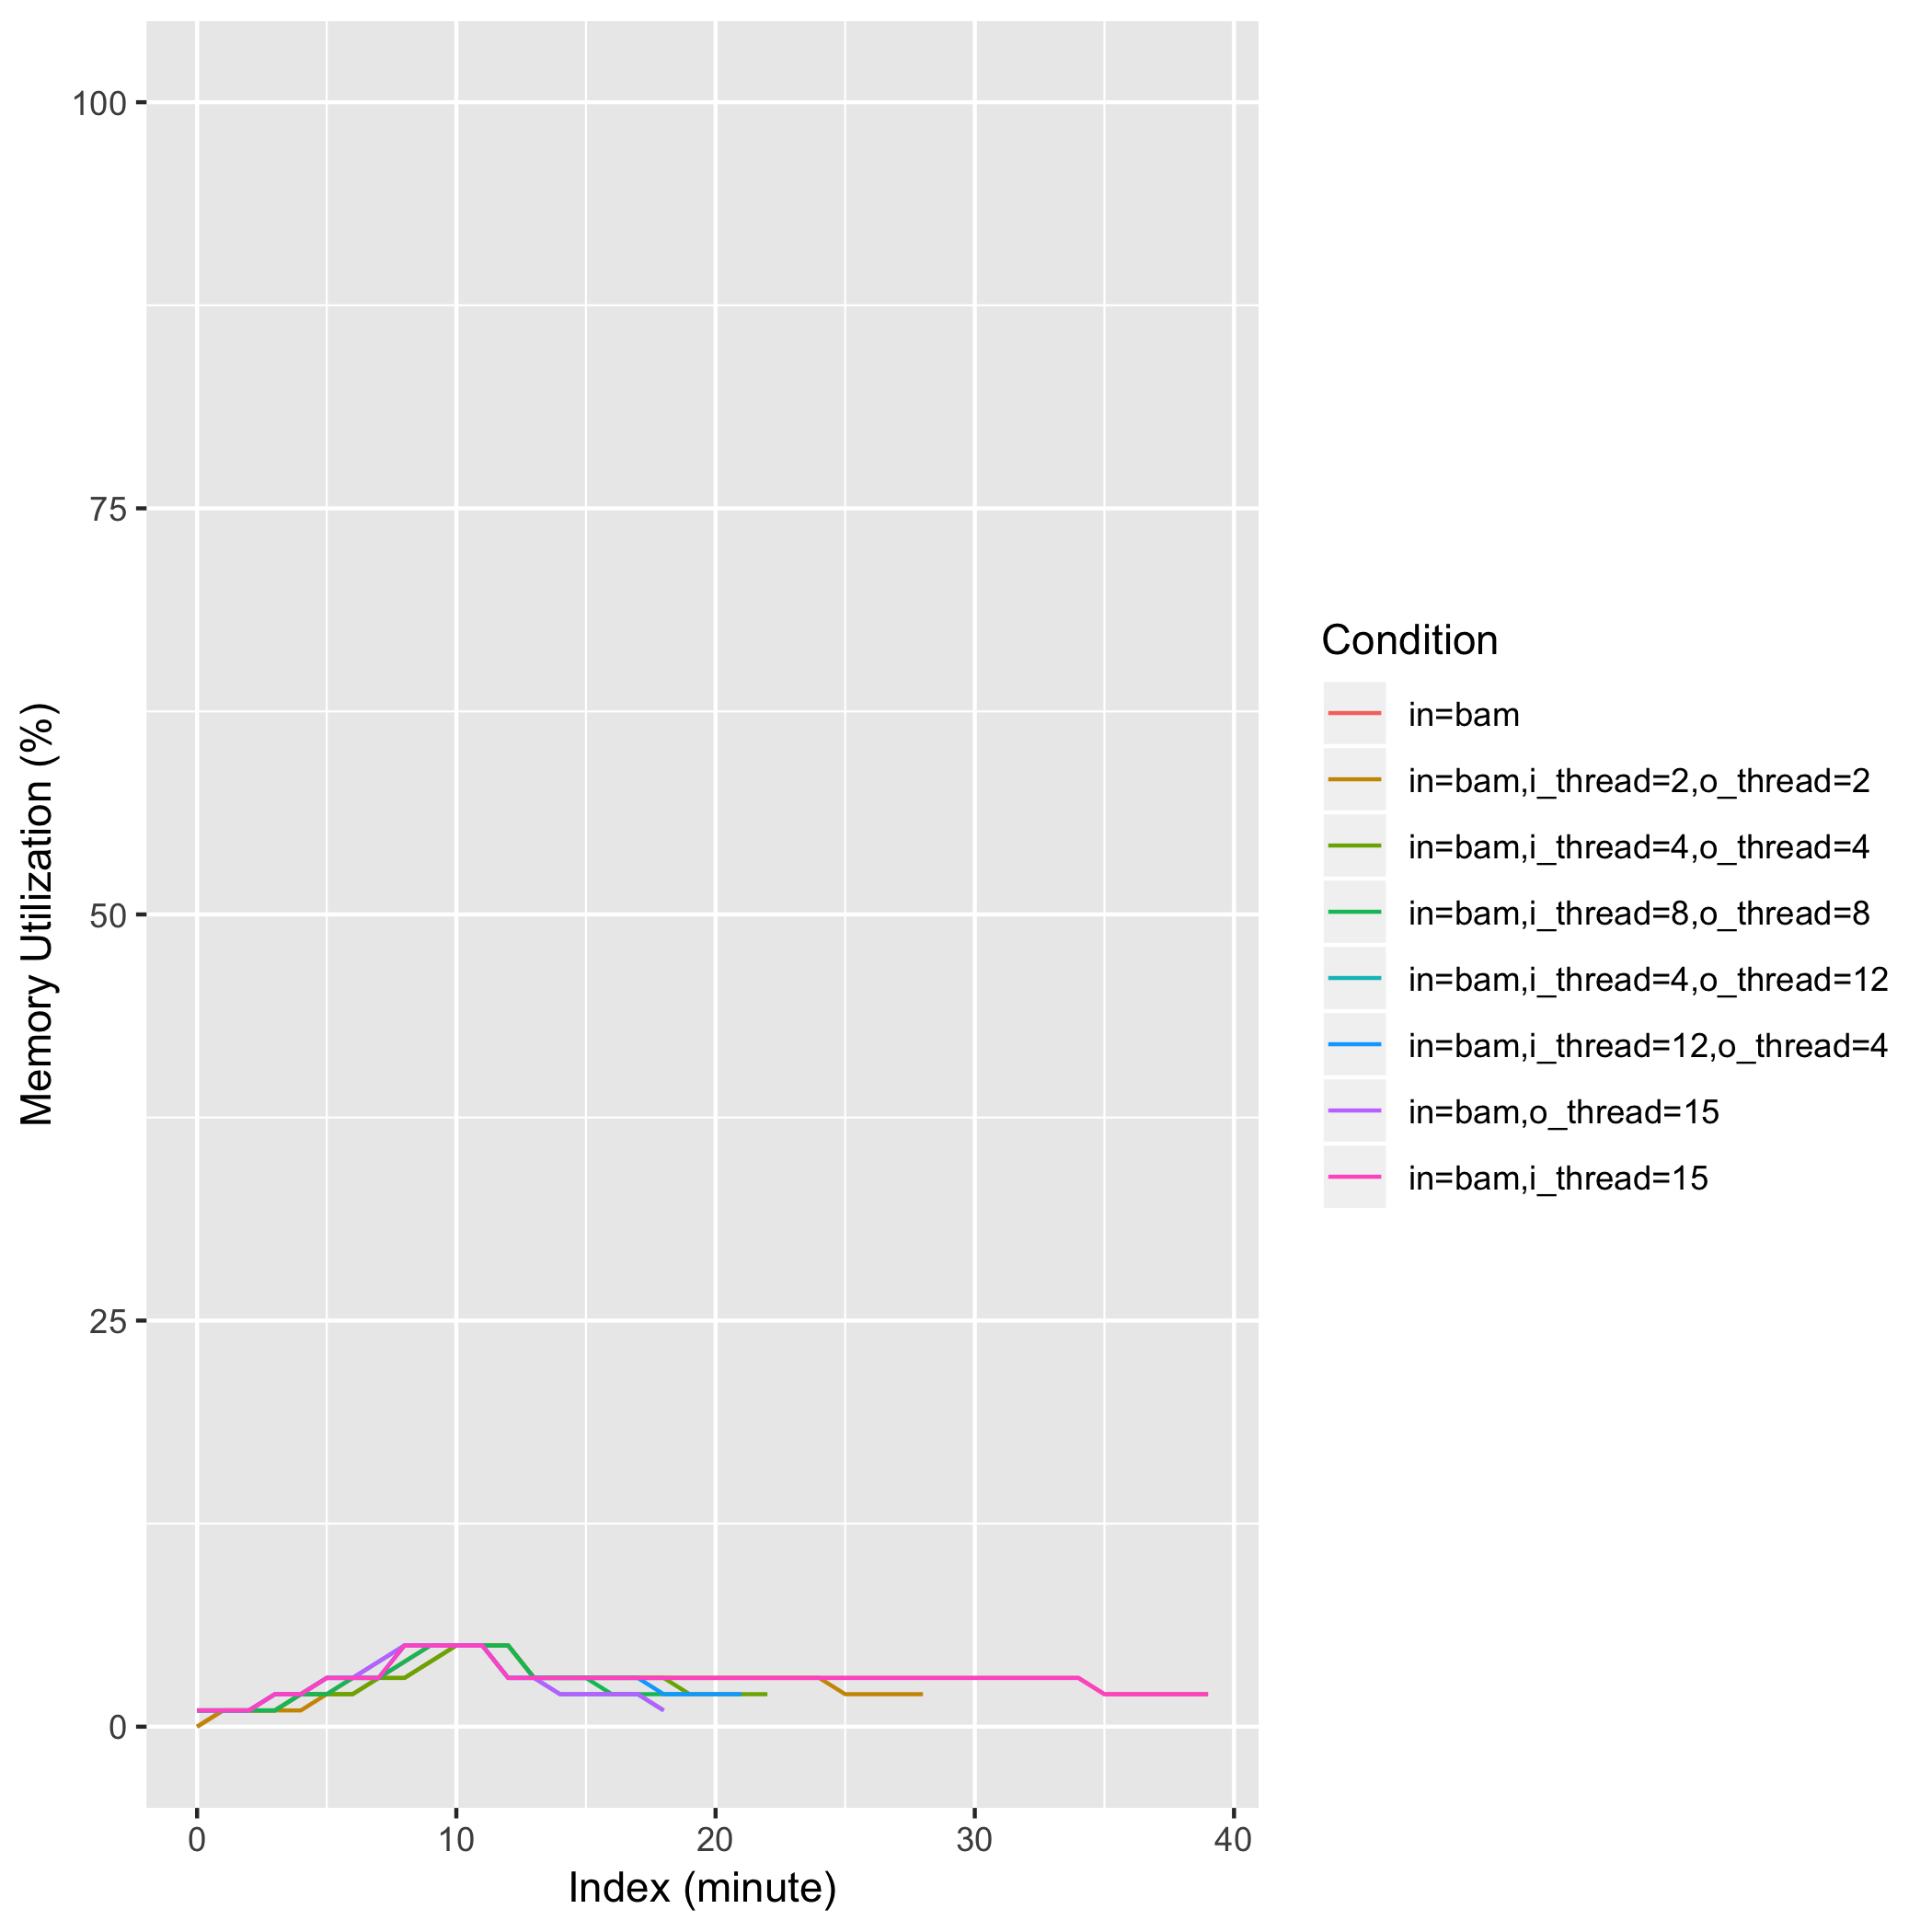 Memory Utilization (%)
100
75
50
25
0
0 10 20 30 40
Index (minute)
Condition
in=bam
in=bam,i_thread=2,o_thread=2
in=bam,i_thread=4,o_thread=4
in=bam,i_thread=8,o_thread=8
in=bam,i_thread=4,o_thread=12
in=bam,i_thread=12,o_thread=4
in=bam,o_thread=15
in=bam,i_thread=15